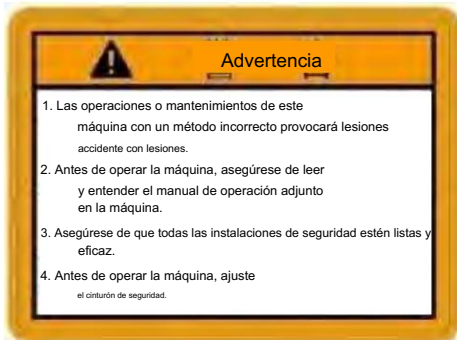 Advertencia
1. Las operaciones o mantenimientos de este
máquina con un método incorrecto provocará lesiones
accidente con lesiones.
2. Antes de operar la máquina, asegúrese de leer
y entender el manual de operación adjunto
en la máquina.
3. Asegúrese de que todas las instalaciones de seguridad estén listas y
eficaz.
4. Antes de operar la máquina, ajuste
el cinturón de seguridad.